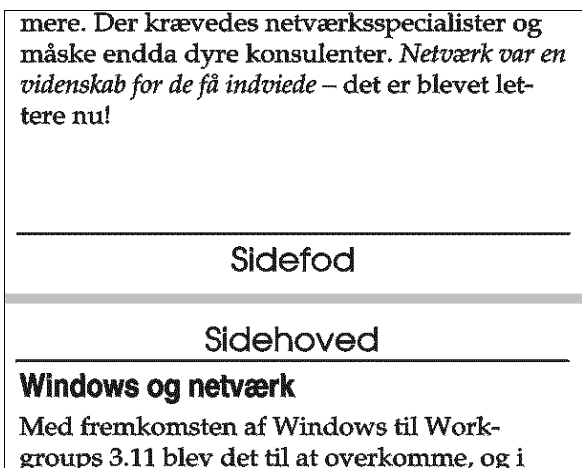 mere. Der krævedes netværksspecialister og
måske endda dyre konsulenter. Netværk var en
videnskab for de få indviede – det er blevet let-
tere nu!
Sidefod
Sidehoved
Windows og netværk
Med fremkomsten af Windows til Work-
groups 3.11 blev det til at overkomme, og i